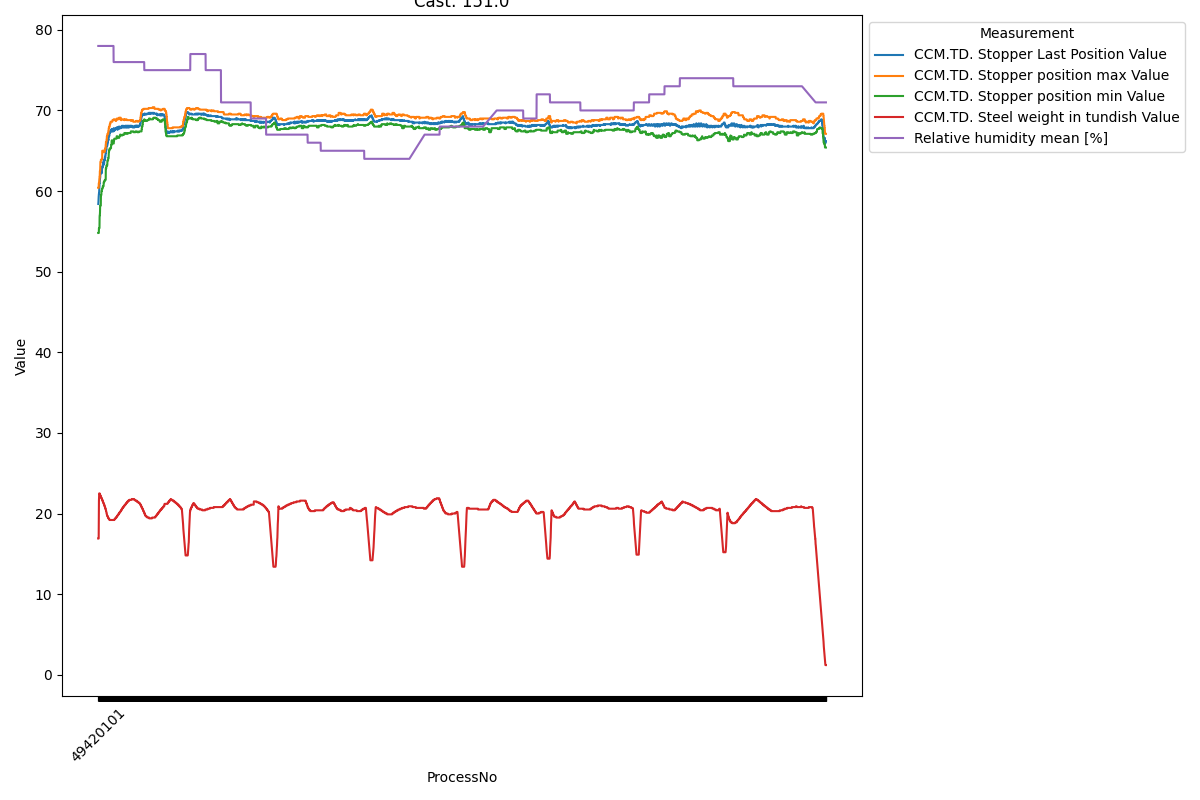 Cast: 151.0
80
70
60
50
40
30
20
10
0
Value
49420101
ProcessNo
Measurement
CCM.TD. Stopper Last Position Value
CCM.TD. Stopper position max Value
CCM.TD. Stopper position min Value
CCM.TD. Steel weight in tundish Value
Relative humidity mean [%]